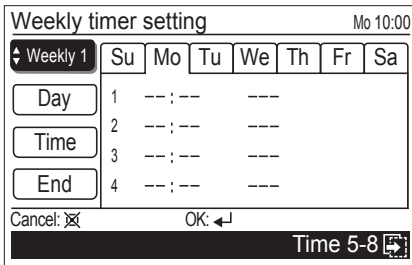 Weekly timer setting Mo 10:00
Weekly 1 Su Mo Tu We Th Fr Sa
Day 1 --:-- ---
2 --:-- ---
Time 3 --:-- ---
End 4 --:-- ---
Cancel: OK:
Time 5-8